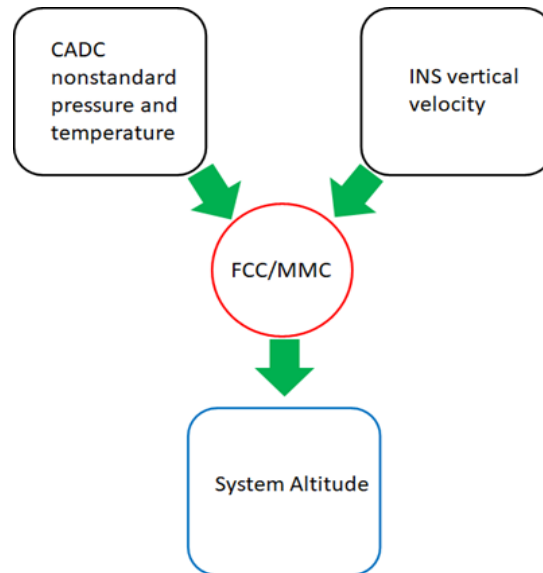 CADC
nonstandard
pressure and
temperature
INS vertical
velocity
FCC/MMC
System Altitude